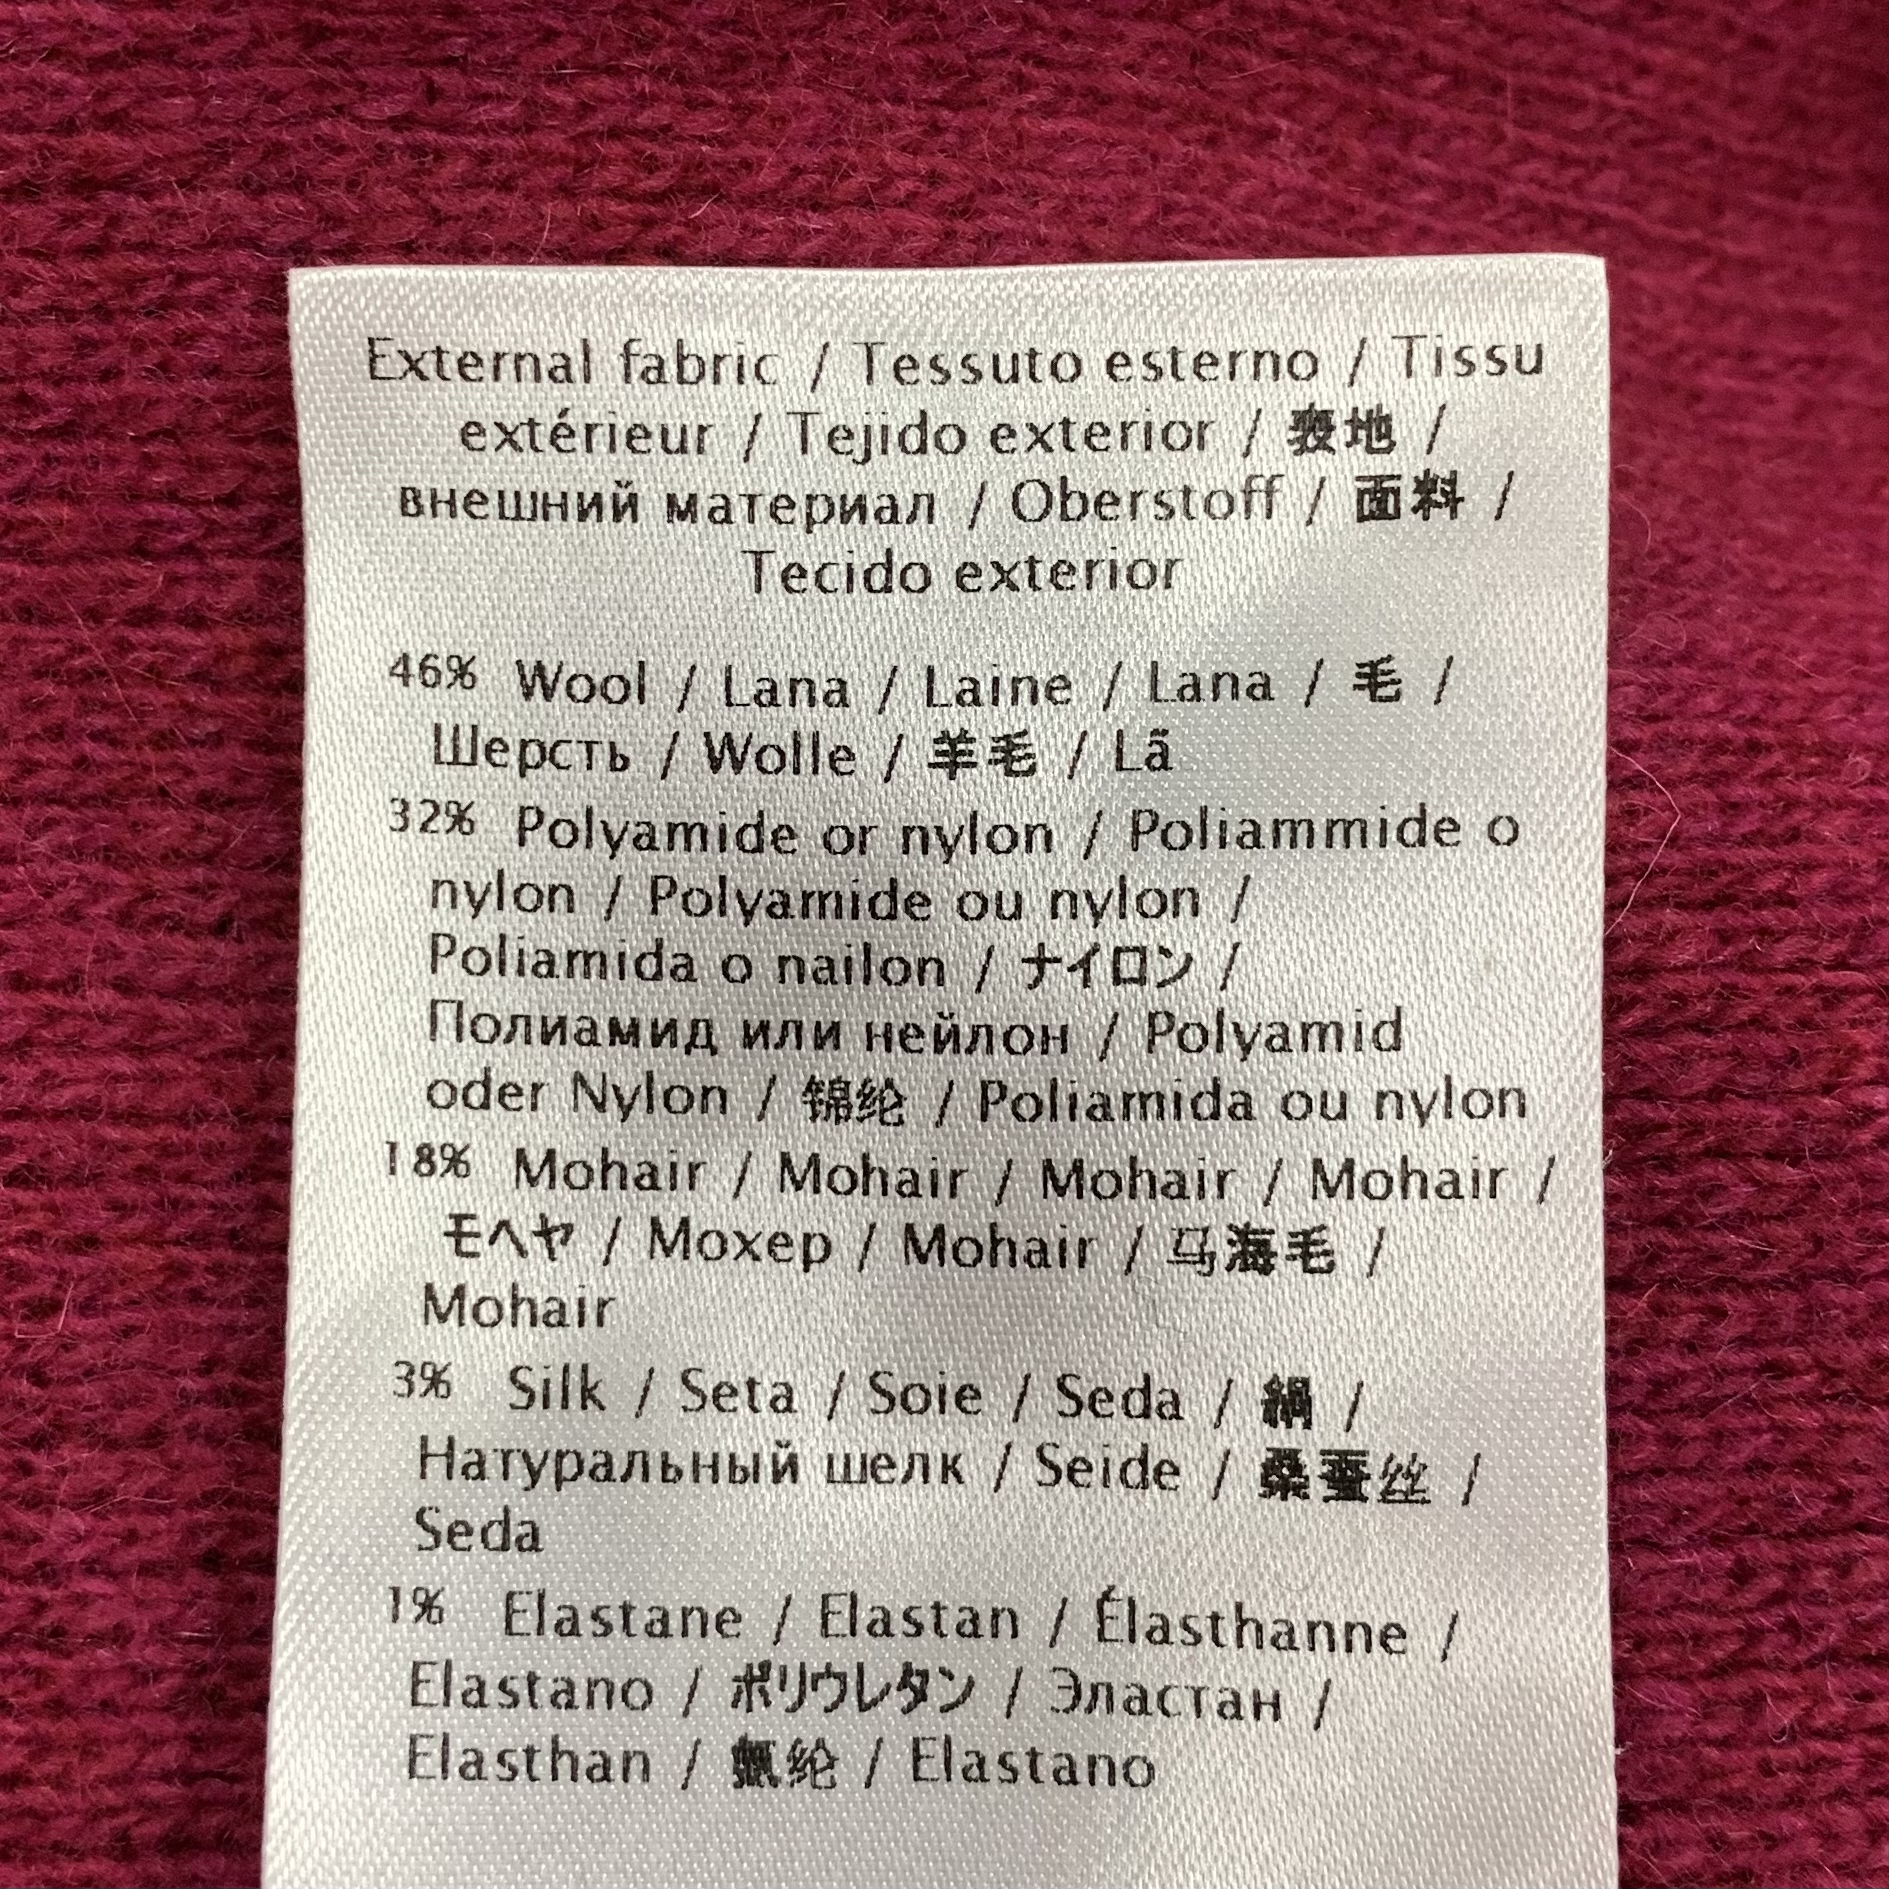 External fabric / Tessuto esterno / Tissu
extérieur / Tejido exterior / 表地 /
внешний материал / Oberstoff / 面料 /
Tecido exterior
46% Wool / Lana / Laine / Lana / 毛 /
Шерсть / Wolle / 羊毛 / Lã
32% Polyamide or nylon / Poliammide o
nylon / Polyamide ou nylon /
Poliamida o nailon / ナイロン /
Полиамид или нейлон / Polyamid
oder Nylon / 锦纶 / Poliamida ou nylon
18% Mohair / Mohair / Mohair / Mohair /
モヘヤ / Мохер / Mohair / 马海毛 /
Mohair
3% Silk / Seta / Soie / Seda / 絹 /
Натуральный шелк / Seide / 桑蚕丝 /
Seda
1% Elastane / Elastan / Élasthanne /
Elastano / ポリウレタン / Эластан /
Elasthan / 氨纶 / Elastano